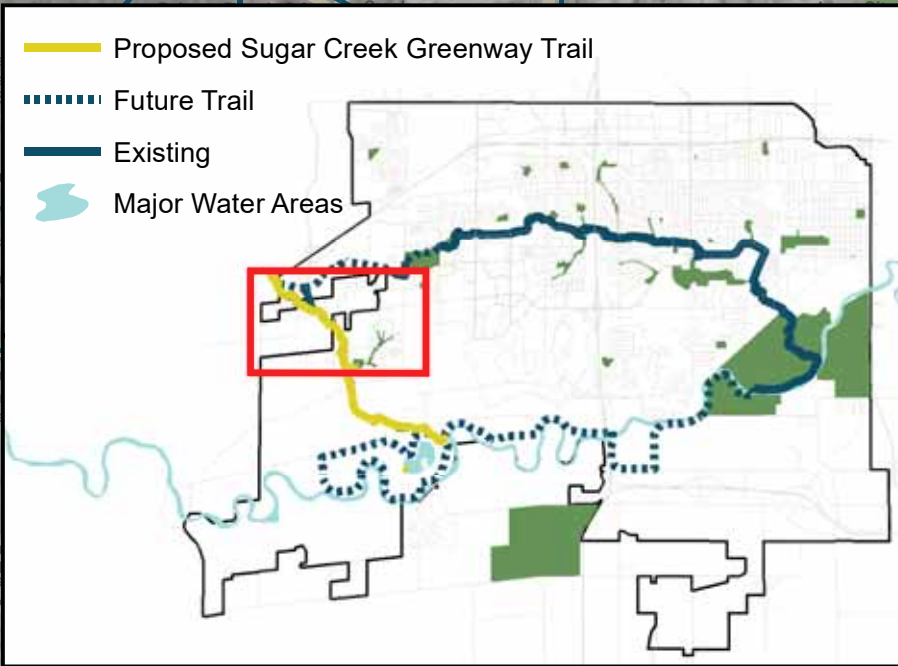 Proposed Sugar Creek Greenway Trail
Future Trail
Existing
Major Water Areas